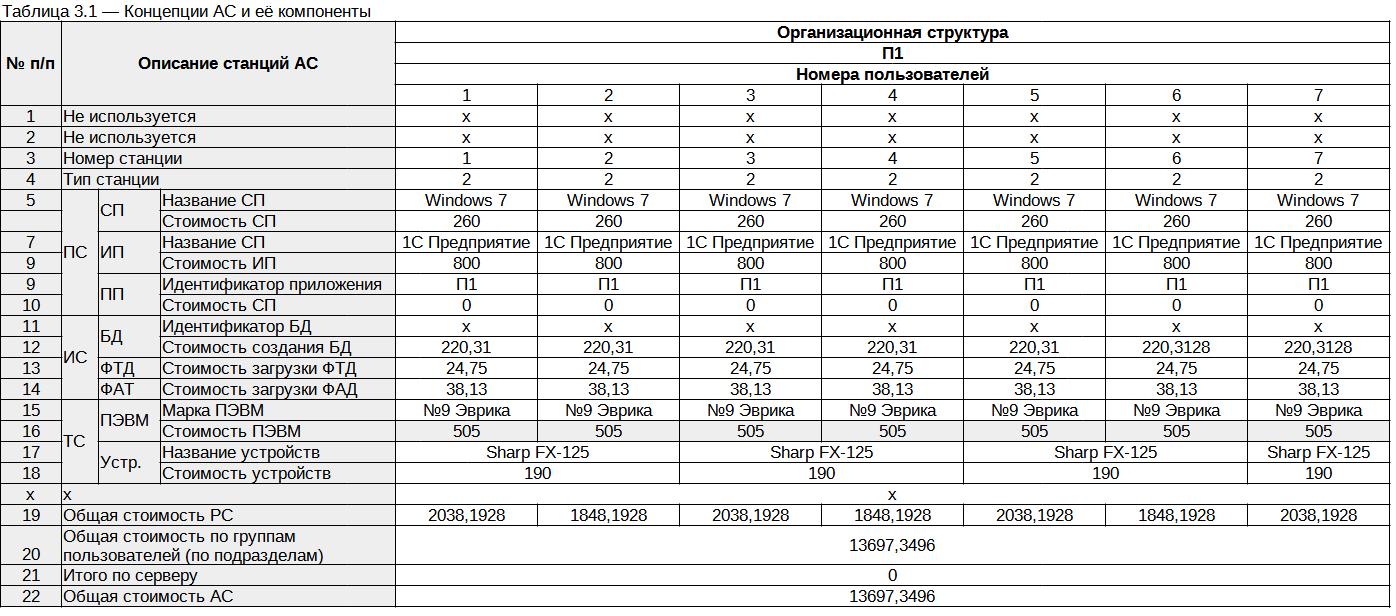 Таблица 3.1 — Концепции АС и её компоненты
№ п/п Описание станций АС Организационная структура
П1
Номера пользователей
1 2 3 4 5 6 7
1 Не используется х х х х х х х
2 Не используется х х х х х х х
3 Номер станции 1 2 3 4 5 6 7
4 Тип станции 2 2 2 2 2 2 2
5 ПС СП Название СП Windows 7 Windows 7 Windows 7 Windows 7 Windows 7 Windows 7 Windows 7
Стоимость СП 260 260 260 260 260 260 260
7 ИП Название СП 1С Предприятие 1С Предприятие 1С Предприятие 1С Предприятие 1С Предприятие 1С Предприятие 1С Предприятие
9 Стоимость ИП 800 800 800 800 800 800 800
9 ПП Идентификатор приложения П1 П1 П1 П1 П1 П1 П1
10 Стоимость СП 0 0 0 0 0 0 0
11 ИС БД Идентификатор БД х х х х х х х
12 Стоимость создания БД 220,31 220,31 220,31 220,31 220,31 220,3128 220,3128
13 ФТД Стоимость загрузки ФТД 24,75 24,75 24,75 24,75 24,75 24,75 24,75
14 ФАТ Стоимость загрузки ФАД 38,13 38,13 38,13 38,13 38,13 38,13 38,13
15 ТС ПЭВМ Марка ПЭВМ №9 Эврика №9 Эврика №9 Эврика №9 Эврика №9 Эврика №9 Эврика №9 Эврика
16 Стоимость ПЭВМ 505 505 505 505 505 505 505
17 Устр. Название устройств Sharp FX-125 Sharp FX-125 Sharp FX-125 Sharp FX-125
18 Стоимость устройств 190 190 190 190
х х х
19 Общая стоимость РС 2038,1928 1848,1928 2038,1928 1848,1928 2038,1928 1848,1928 2038,1928
20 Общая стоимость по группам
пользователей (по подразделам) 13697,3496
21 Итого по серверу 0
22 Общая стоимость АС 13697,3496